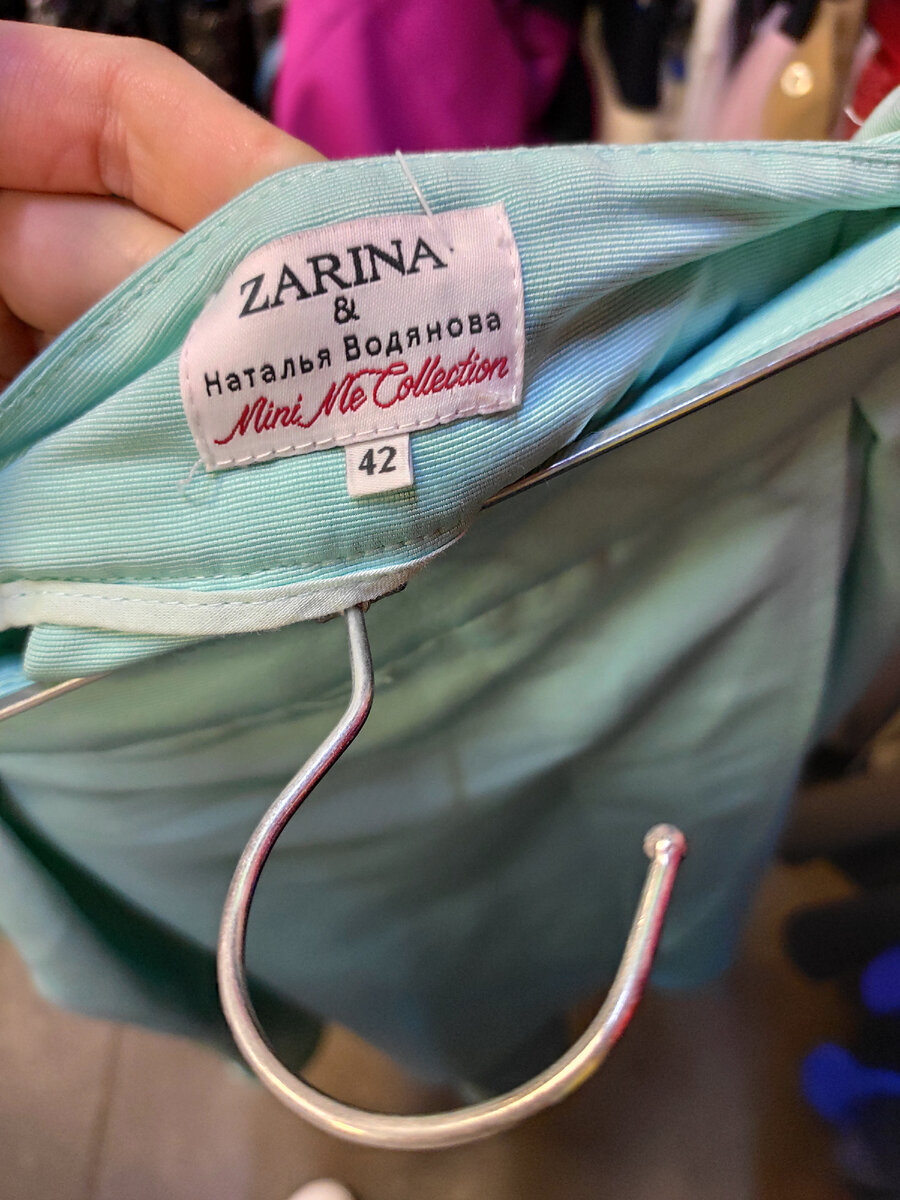 ZARINA
&
Наталья Водянова
Mini Me Collection
42